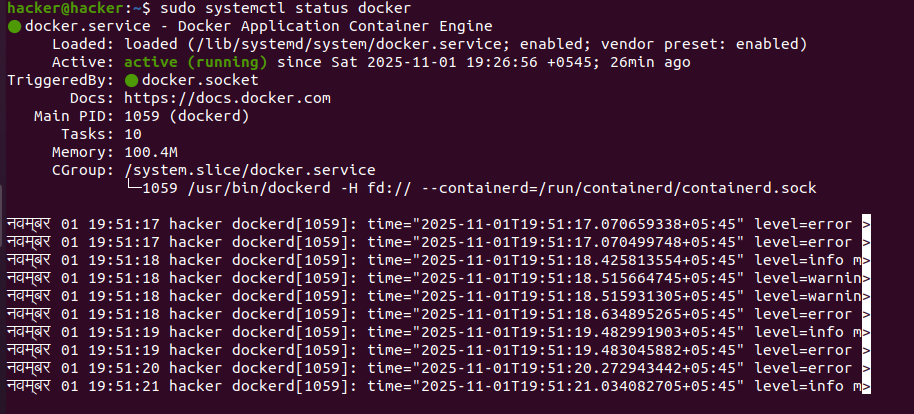 hacker@hacker:~$ sudo systemctl status docker
● docker.service - Docker Application Container Engine
Loaded: loaded (/lib/systemd/system/docker.service; enabled; vendor preset: enabled)
Active: active (running) since Sat 2025-11-01 19:26:56 +0545; 26min ago
TriggeredBy: ● docker.socket
Docs: https://docs.docker.com
Main PID: 1059 (dockerd)
Tasks: 10
Memory: 100.4M
CGroup: /system.slice/docker.service
└─1059 /usr/bin/dockerd -H fd:// --containerd=/run/containerd/containerd.sock
नवम्बर 01 19:51:17 hacker dockerd[1059]: time="2025-11-01T19:51:17.070659338+05:45" level=error >
नवम्बर 01 19:51:17 hacker dockerd[1059]: time="2025-11-01T19:51:17.070499748+05:45" level=error >
नवम्बर 01 19:51:18 hacker dockerd[1059]: time="2025-11-01T19:51:18.425813554+05:45" level=info m>
नवम्बर 01 19:51:18 hacker dockerd[1059]: time="2025-11-01T19:51:18.515664745+05:45" level=warnin>
नवम्बर 01 19:51:18 hacker dockerd[1059]: time="2025-11-01T19:51:18.515931305+05:45" level=warnin>
नवम्बर 01 19:51:18 hacker dockerd[1059]: time="2025-11-01T19:51:18.634895265+05:45" level=error >
नवम्बर 01 19:51:19 hacker dockerd[1059]: time="2025-11-01T19:51:19.482991903+05:45" level=info m>
नवम्बर 01 19:51:19 hacker dockerd[1059]: time="2025-11-01T19:51:19.483045882+05:45" level=error >
नवम्बर 01 19:51:20 hacker dockerd[1059]: time="2025-11-01T19:51:20.272943442+05:45" level=error >
नवम्बर 01 19:51:21 hacker dockerd[1059]: time="2025-11-01T19:51:21.034082705+05:45" level=info m>